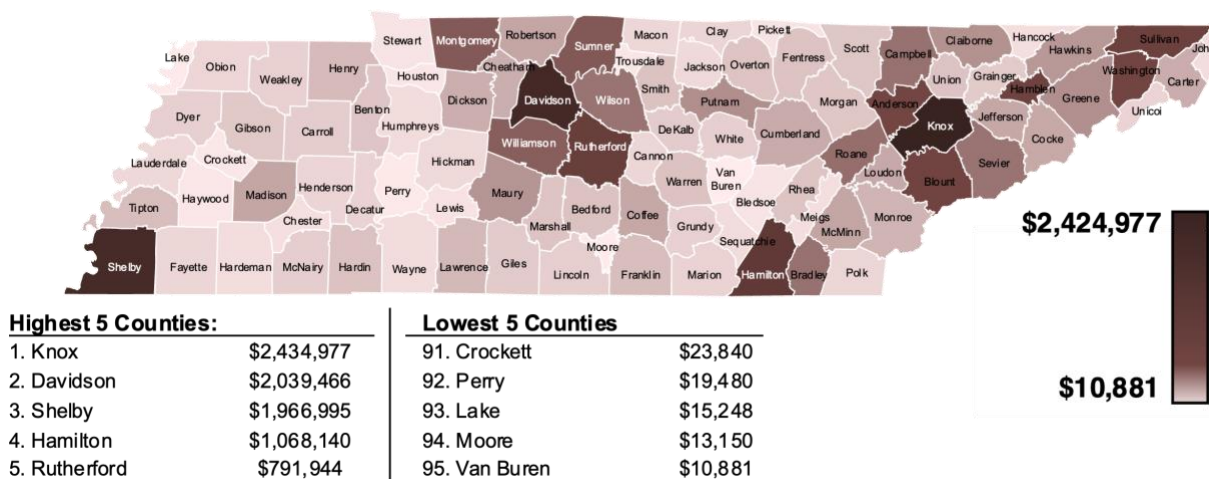 Pickett
Stewart
Montgomery
Robertson
Sumner
Macon
Clay
Hancock
Sullivan
Lake
Obion
Weakley
Henry
Houston
Cheatham
Trousdale
Jackson
Overton
Fentress
Scott
Campbell
Claiborne
Hawkins
Joh
Washington
Union
Grainger
Hamblen
Carter
Dickson
Davidson
Wilson
Smith
Putnam
Morgan
Anderson
Greene
Unicoi
Dyer
Gibson
Carroll
Benton
Humphreys
DeKalb
White
Cumberland
Knox
Jefferson
Cocke
Lauderdale
Crockett
Hickman
Williamson
Rutherford
Cannon
Van
Buren
Roane
Loudon
Blount
Sevier
Tipton
Haywood
Madison
Henderson
Decatur
Perry
Lewis
Maury
Bedford
Coffee
Warren
Bledsoe
Rhea
Meigs
McMinn
Monroe
Chester
Marshall
Moore
Grundy
Sequatchie
Shelby
Fayette
Hardeman
McNairy
Hardin
Wayne
Lawrence
Giles
Lincoln
Franklin
Marion
Hamilton
Bradley
Polk
$2,424,977
$10,881
Highest 5 Counties:
1. Knox $2,434,977
2. Davidson $2,039,466
3. Shelby $1,966,995
4. Hamilton $1,068,140
5. Rutherford $791,944
Lowest 5 Counties
91. Crockett $23,840
92. Perry $19,480
93. Lake $15,248
94. Moore $13,150
95. Van Buren $10,881